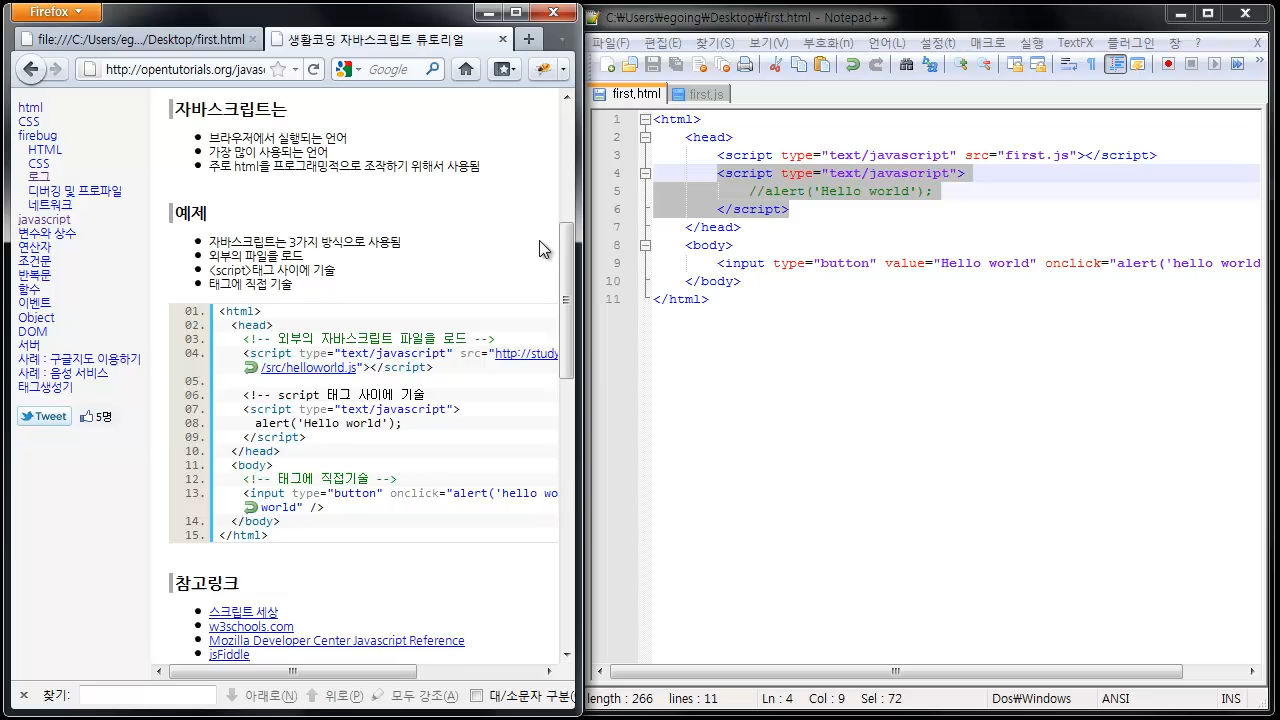 Firefox
file:///C:/Users/eg.../Desktop/first.html
생활코딩 자바스크립트 튜토리얼
http://opentutorials.org/javasc
Google
html
CSS
firebug
HTML
CSS
로그
디버깅 및 프로파일
네트워크
javascript
변수와 상수
연산자
조건문
반복문
함수
이벤트
Object
DOM
서버
사례 : 구글지도 이용하기
사례 : 음성 서비스
태그생성기
Tweet
5명
자바스크립트는
브라우저에서 실행되는 언어
가장 많이 사용되는 언어
주로 html을 프로그래밍적으로 조작하기 위해서 사용됨
예제
자바스크립트는 3가지 방식으로 사용됨
외부의 파일을 로드
<script>태그 사이에 기술
태그에 직접 기술
01. <html>
02. <head>
03. <!-- 외부의 자바스크립트 파일을 로드 -->
04. <script type="text/javascript" src="http://study
/src/helloworld.js"></script>
05.
06. <!-- script 태그 사이에 기술
07. <script type="text/javascript">
08. alert('Hello world');
09. </script>
10. </head>
11. <body>
12. <!-- 태그에 직접기술 -->
13. <input type="button" onclick="alert('hello wo
world" />
14. </body>
15. </html>
참고링크
스크립트 세상
w3schools.com
Mozilla Developer Center Javascript Reference
jsFiddle
찾기:
아래로(N)
위로(P)
모두 강조(A)
대/소문자 구분(
C:₩Users₩egoing₩Desktop₩first.html - Notepad++
파일(F) 편집(E) 찾기(S) 보기(V) 부호화(N) 언어(L) 설정(t) 매크로 실행 TextFX 플러그인 창 ? X
first.html
first.js
1 <html>
2 <head>
3 <script type="text/javascript" src="first.js"></script>
4 <script type="text/javascript">
5 //alert('Hello world');
6 </script>
7 </head>
8 <body>
9 <input type="button" value="Hello world" onclick="alert('hello world
10 </body>
11 </html>
length : 266 lines : 11
Ln : 4 Col : 9 Sel : 72
Dos₩Windows
ANSI
INS